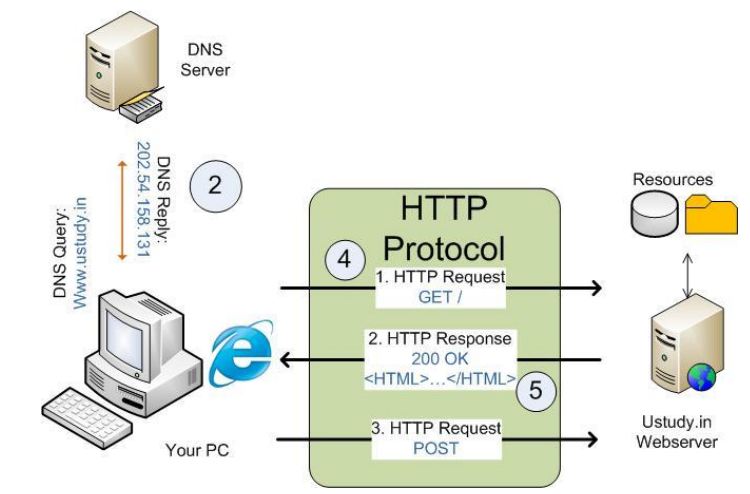 DNS
Server
DNS Query:
Www.ustudy.in
DNS Reply:
202.54.158.131
2
HTTP
Protocol
4
1. HTTP Request
GET /
2. HTTP Response
200 OK
<HTML>...</HTML>
5
3. HTTP Request
POST
Your PC
Resources
Ustudy.in
Webserver